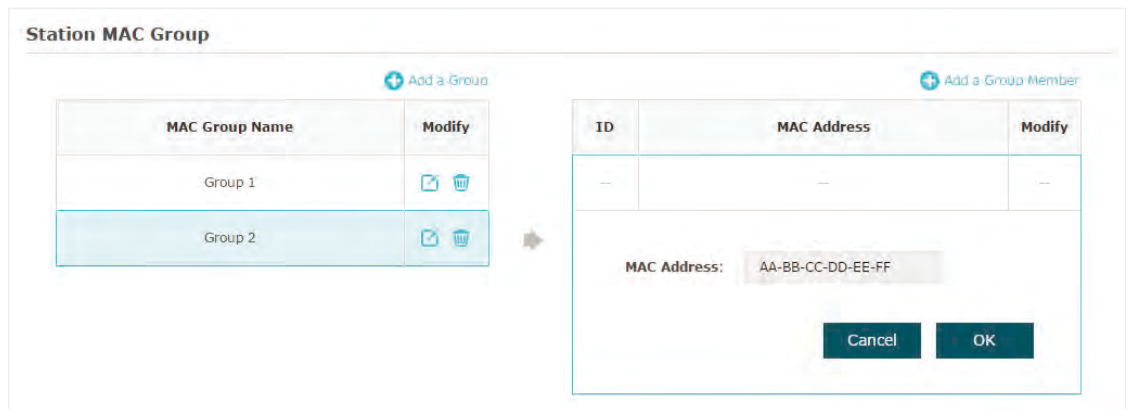 Station MAC Group
Add a Group
MAC Group Name Modify
Group 1
Group 2
Add a Group Member
ID MAC Address Modify
-- -- --
MAC Address: AA-BB-CC-DD-EE-FF
Cancel OK